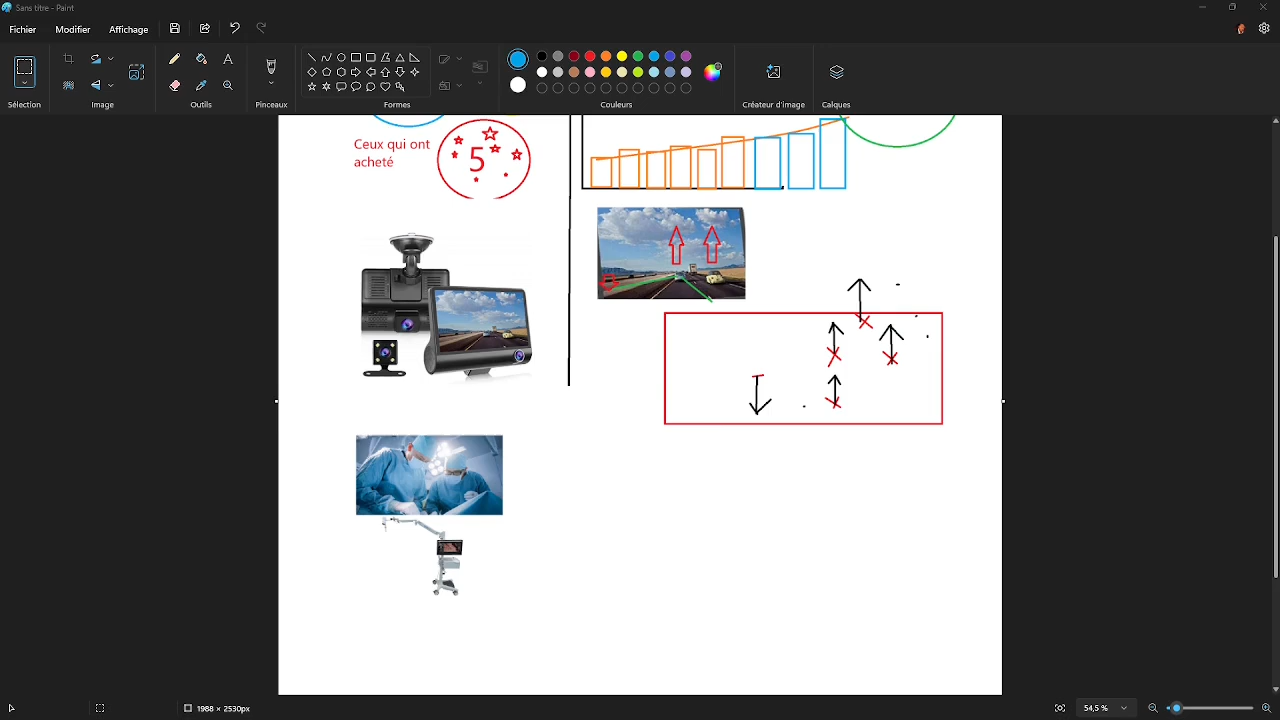 Sans titre - Paint
Fichier
Modifier
Affichage
Sélection
Image
Outils
Pinceaux
Formes
Couleurs
Créateur d'image
Calques
Ceux qui ont
acheté
5
1988 × 2530px
54,5 %